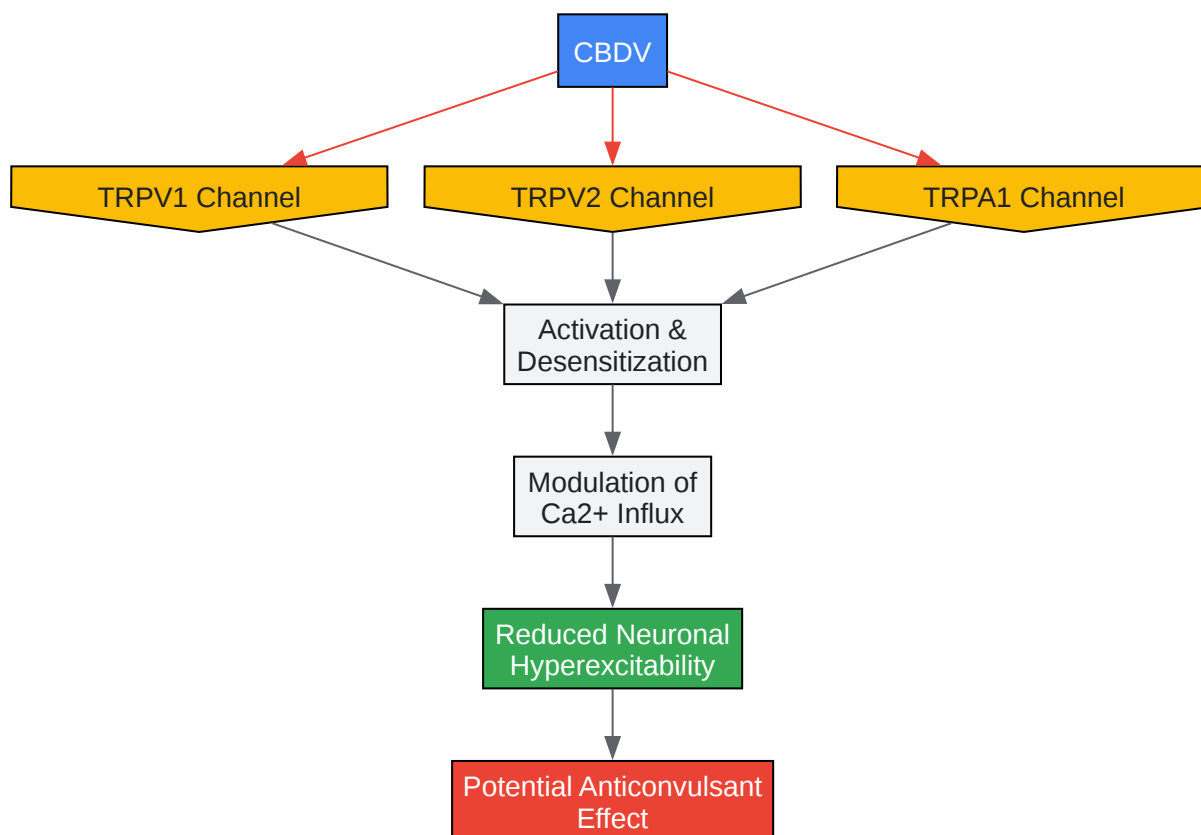 CBDV
TRPV1 Channel
TRPV2 Channel
TRPA1 Channel
Activation &
Desensitization
Modulation of
Ca2+ Influx
Reduced Neuronal
Hyperexcitability
Potential Anticonvulsant
Effect